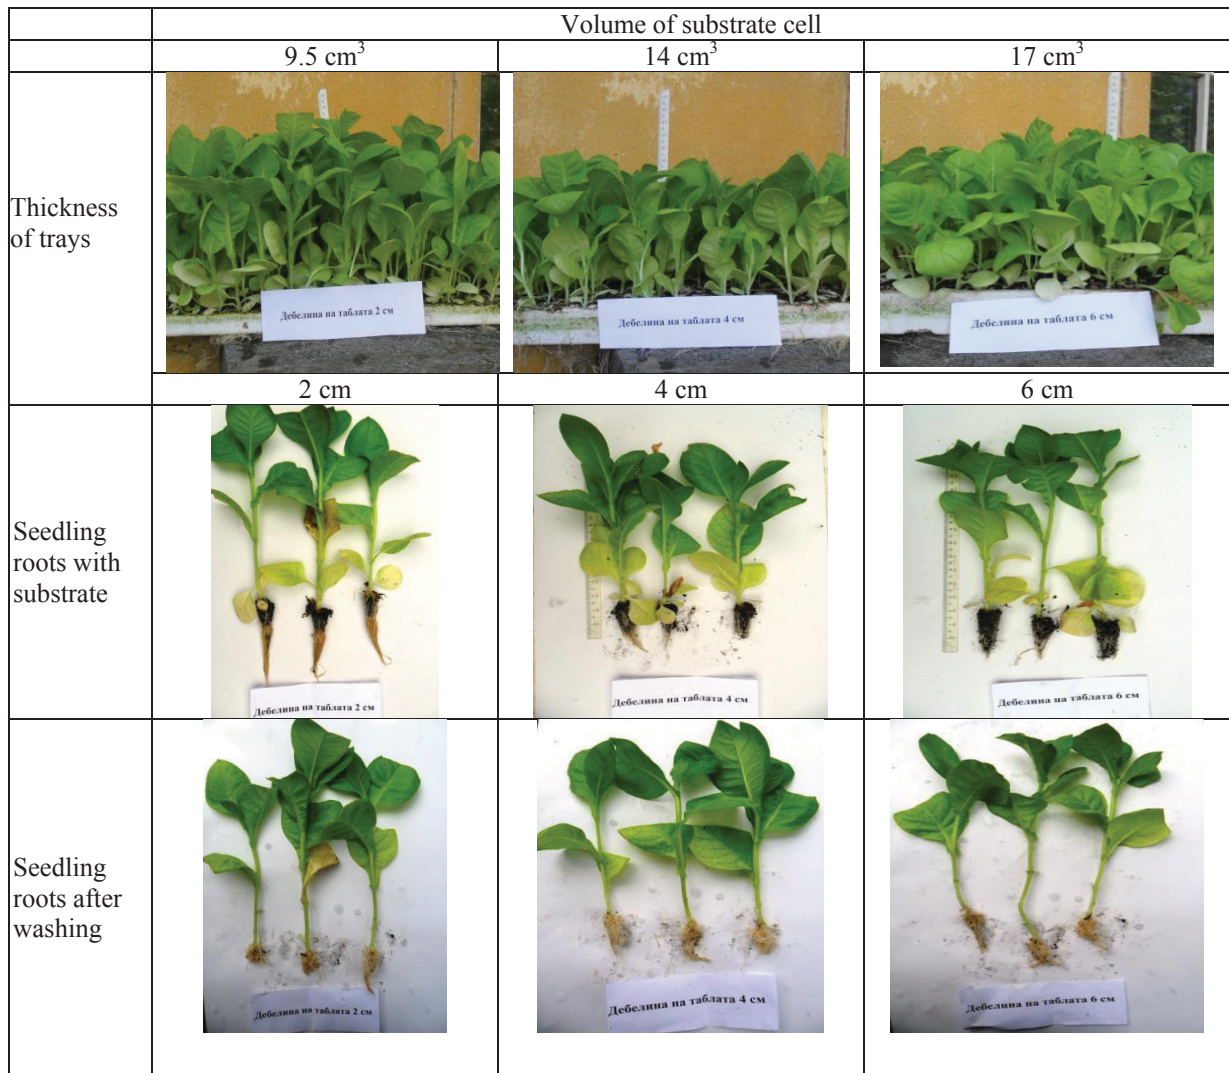 Volume of substrate cell
9.5 cm³
14 cm³
17 cm³
Thickness
of trays
Дебелина на таблата 2 см
Дебелина на таблата 4 см
Дебелина на таблата 6 см
2 cm
4 cm
6 cm
Seedling
roots with
substrate
Дебелина на таблата 2 см
Дебелина на таблата 4 см
Дебелина на таблата 6 см
Seedling
roots after
washing
Дебелина на таблата 2 см
Дебелина на таблата 4 см
Дебелина на таблата 6 см